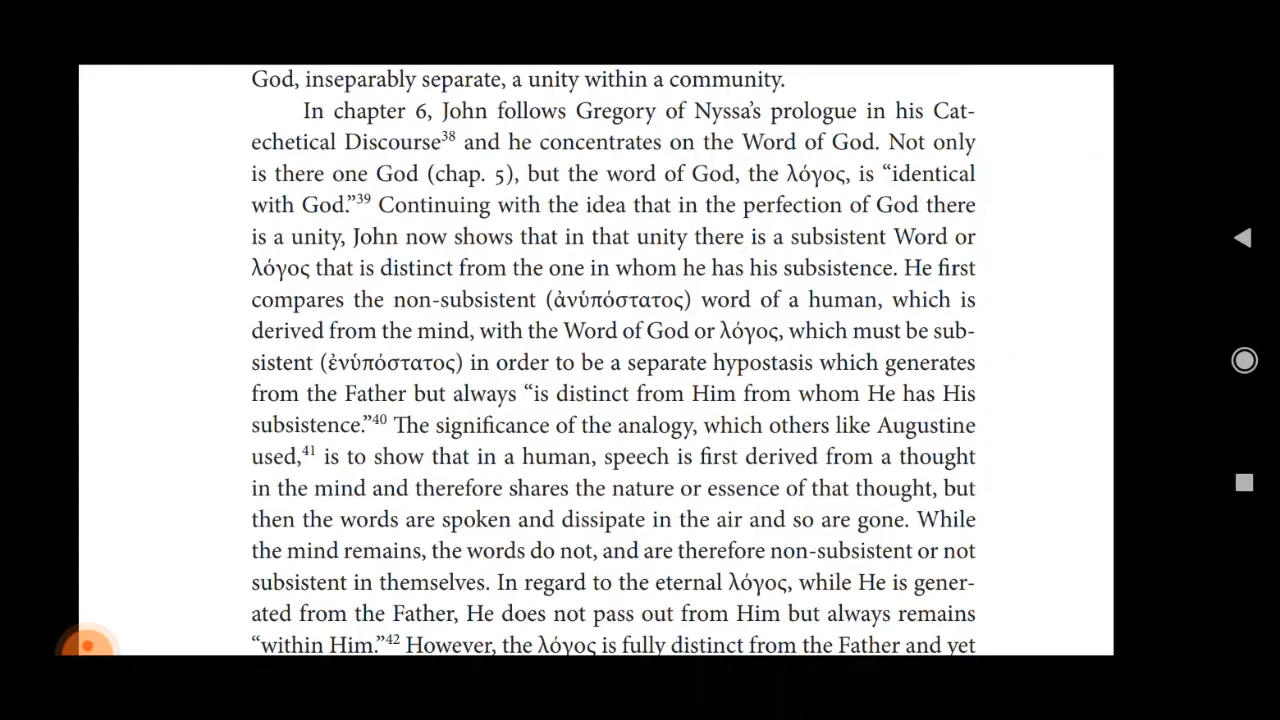 God, inseparably separate, a unity within a community.
In chapter 6, John follows Gregory of Nyssa’s prologue in his Cat-
echetical Discourse³⁸ and he concentrates on the Word of God. Not only
is there one God (chap. 5), but the word of God, the λόγος, is “identical
with God.”³⁹ Continuing with the idea that in the perfection of God there
is a unity, John now shows that in that unity there is a subsistent Word or
λόγος that is distinct from the one in whom he has his subsistence. He first
compares the non-subsistent (ἀνὑπόστατος) word of a human, which is
derived from the mind, with the Word of God or λόγος, which must be sub-
sistent (ἐνὑπόστατος) in order to be a separate hypostasis which generates
from the Father but always “is distinct from Him from whom He has His
subsistence.”⁴⁰ The significance of the analogy, which others like Augustine
used,⁴¹ is to show that in a human, speech is first derived from a thought
in the mind and therefore shares the nature or essence of that thought, but
then the words are spoken and dissipate in the air and so are gone. While
the mind remains, the words do not, and are therefore non-subsistent or not
subsistent in themselves. In regard to the eternal λόγος, while He is gener-
ated from the Father, He does not pass out from Him but always remains
“within Him.”⁴² However, the λόγος is fully distinct from the Father and yet